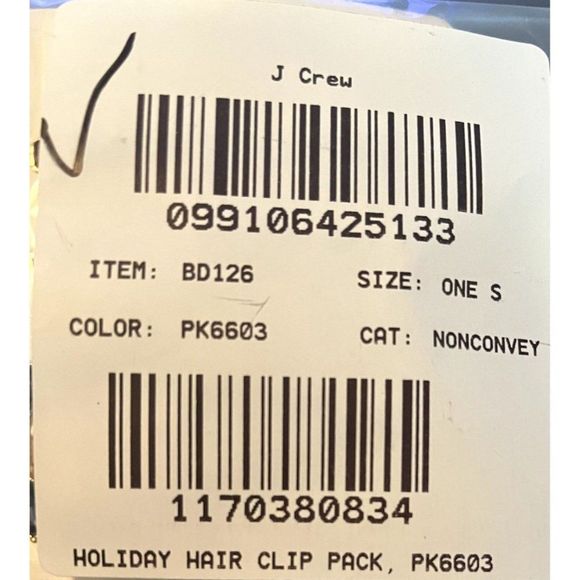 J Crew
099106425133
ITEM: BD126 SIZE: ONE S
COLOR: PK6603 CAT: NONCONVEY
1170380834
HOLIDAY HAIR CLIP PACK, PK6603